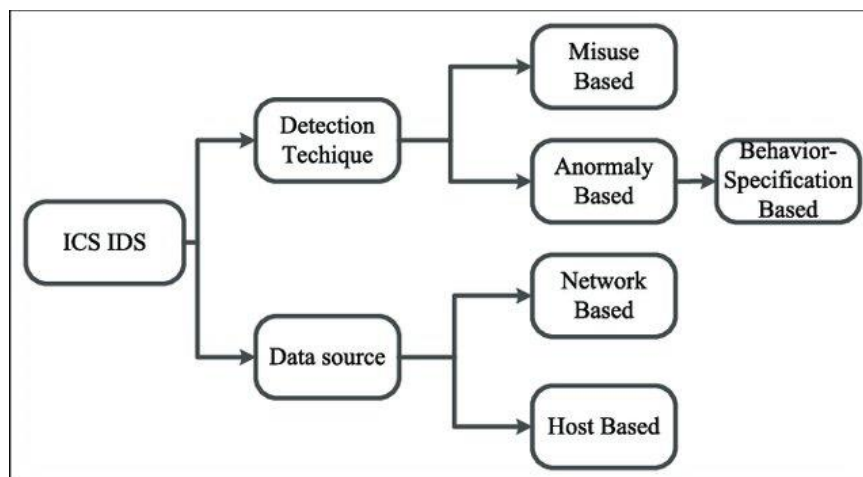 Misuse
Based
Detection
Techique
Anormaly
Based
Behavior-
Specification
Based
ICS IDS
Network
Based
Data source
Host Based